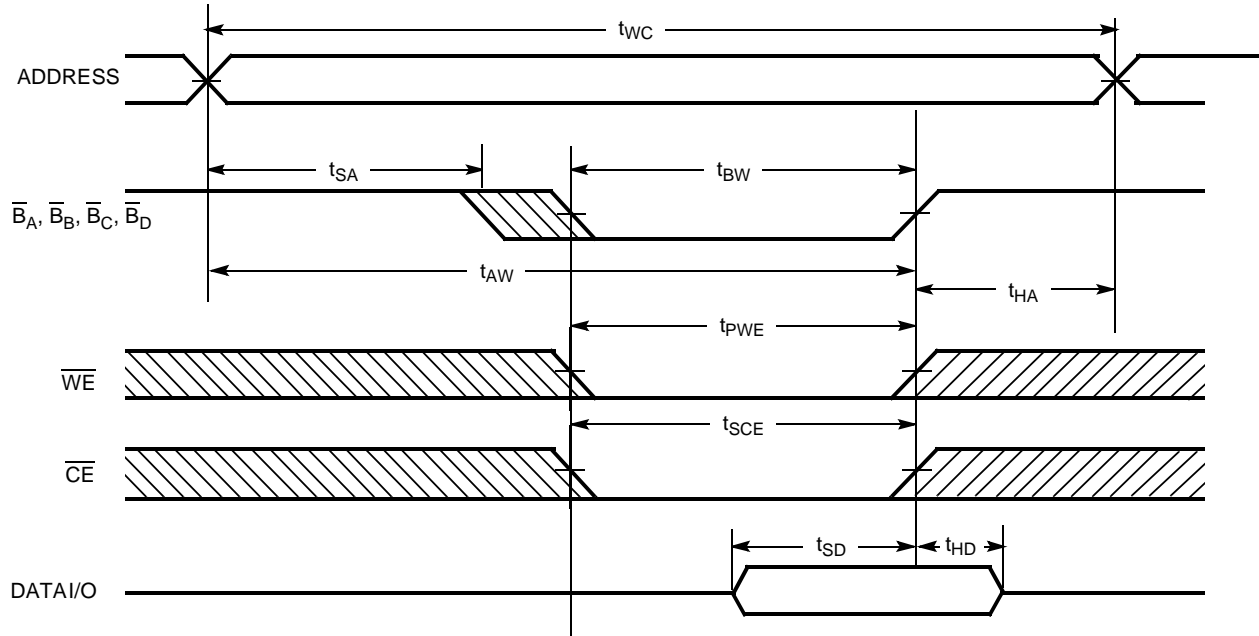 tWC
ADDRESS
tSA
tBW
B̅A, B̅B, B̅C, B̅D
tAW
tHA
tPWE
W̅E̅
tSCE
C̅E̅
tSD
tHD
DATAI/O